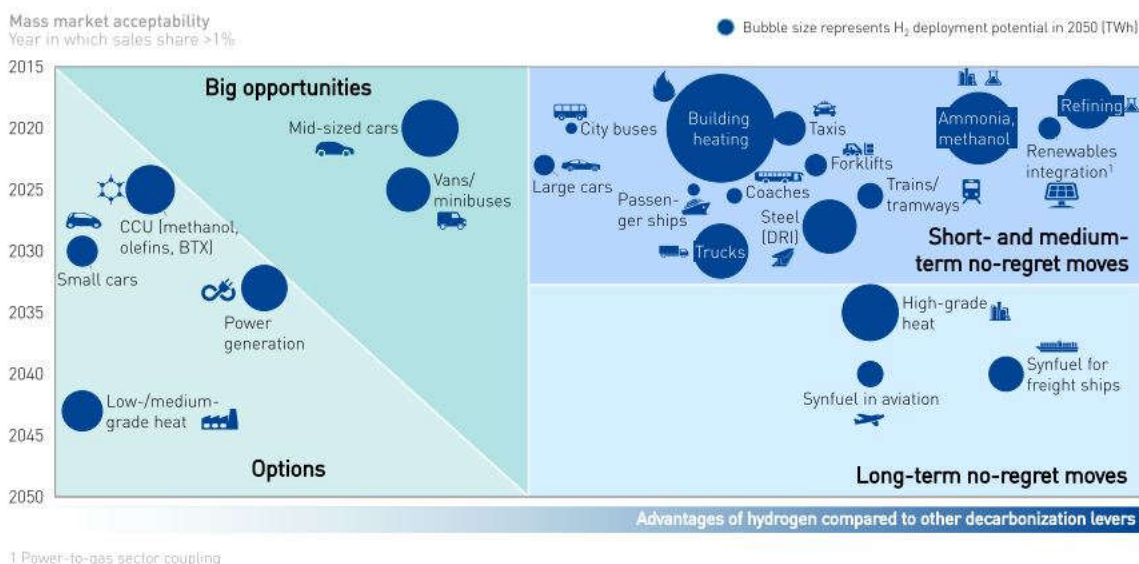 Mass market acceptability
Year in which sales share >1%
Bubble size represents H₂ deployment potential in 2050 (TWh)
2015
2020
2025
2030
2035
2040
2045
2050
Big opportunities
Mid-sized cars
Vans/
minibuses
CCU (methanol,
olefins, BTX)
Small cars
Power
generation
Low-/medium-
grade heat
Options
City buses
Building
heating
Taxis
Large cars
Forklifts
Passen-
ger ships
Coaches
Trains/
tramways
Steel
(DRI)
Trucks
Ammonia,
methanol
Refining
Renewables
integration¹
Short- and medium-
term no-regret moves
High-grade
heat
Synfuel in aviation
Synfuel for
freight ships
Long-term no-regret moves
Advantages of hydrogen compared to other decarbonization levers
1 Power-to-gas sector coupling